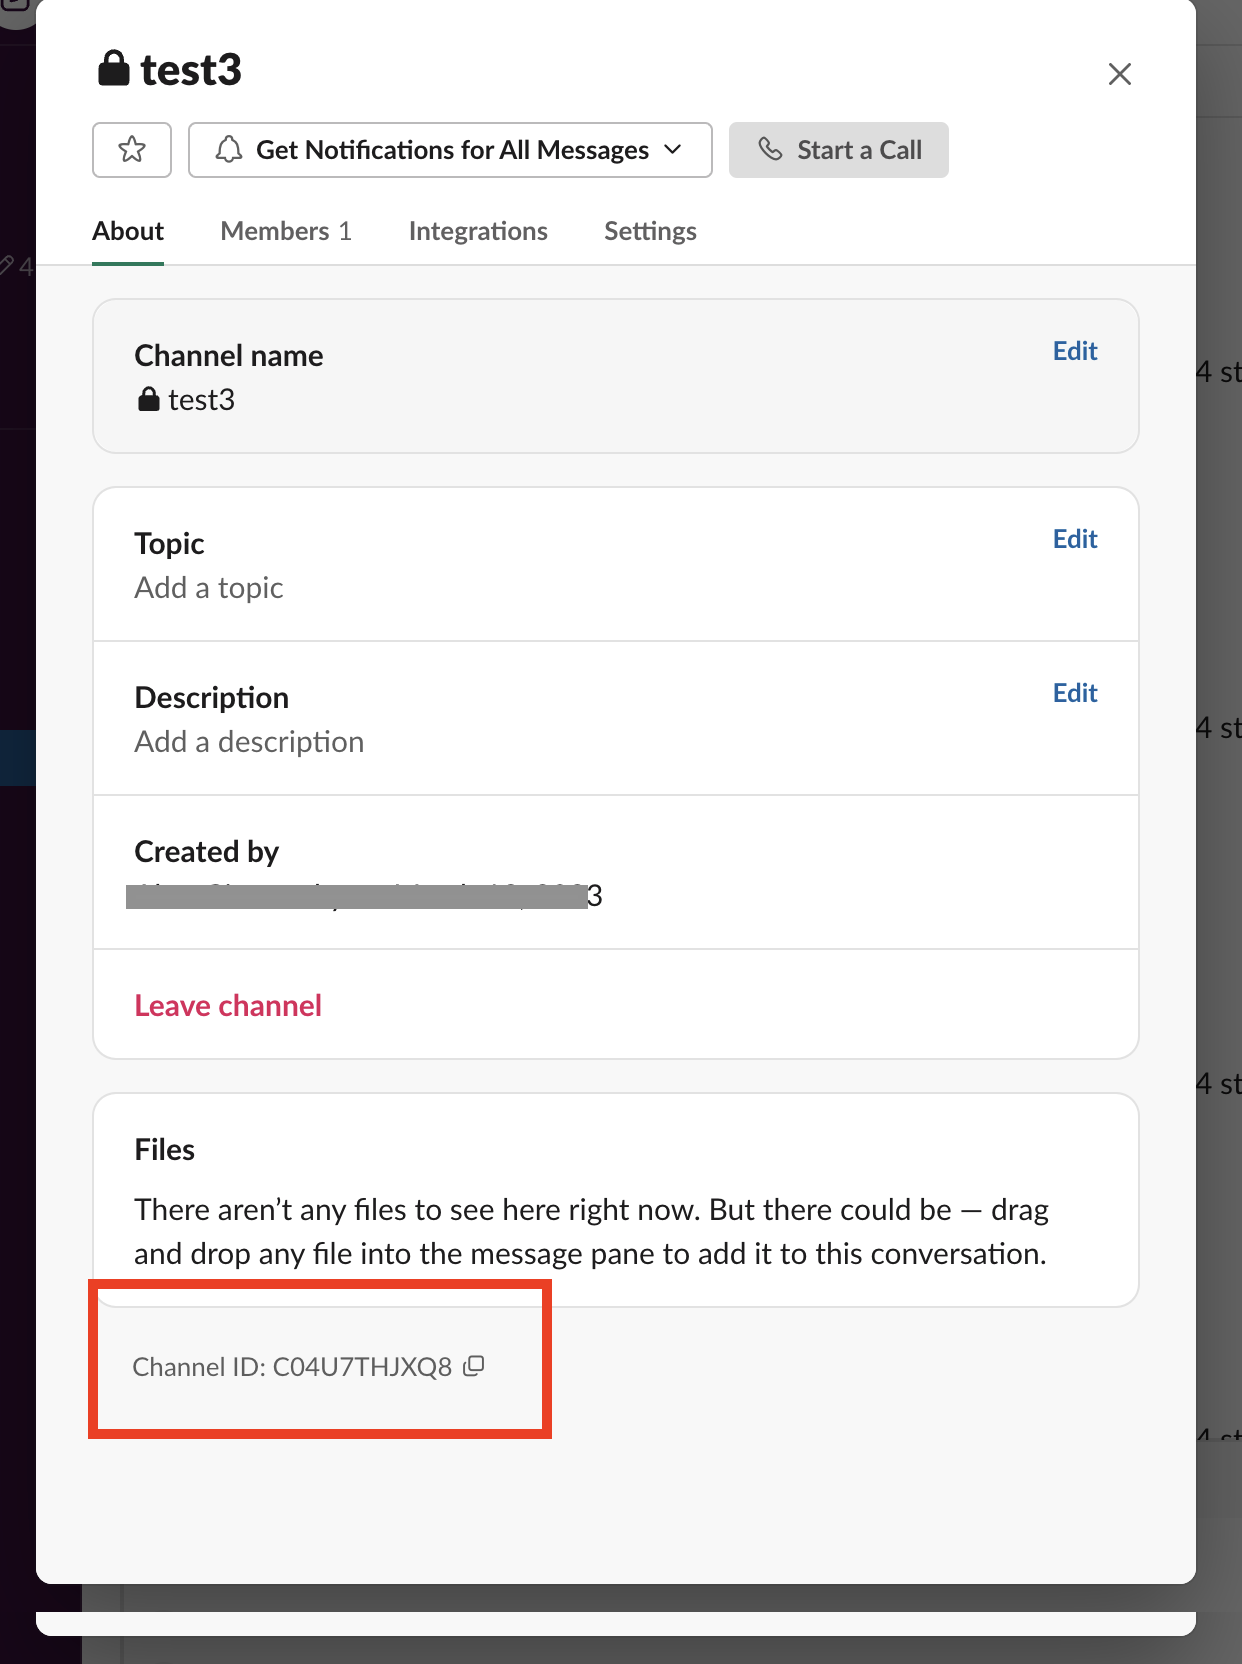 test3
Get Notifications for All Messages
Start a Call
About
Members 1
Integrations
Settings
4
Channel name
Edit
test3
4 st
Topic
Edit
Add a topic
Description
Edit
4 st
Add a description
Created by
3
Leave channel
4 st
Files
There aren’t any files to see here right now. But there could be — drag
and drop any file into the message pane to add it to this conversation.
Channel ID: C04U7THJXQ8
4 st